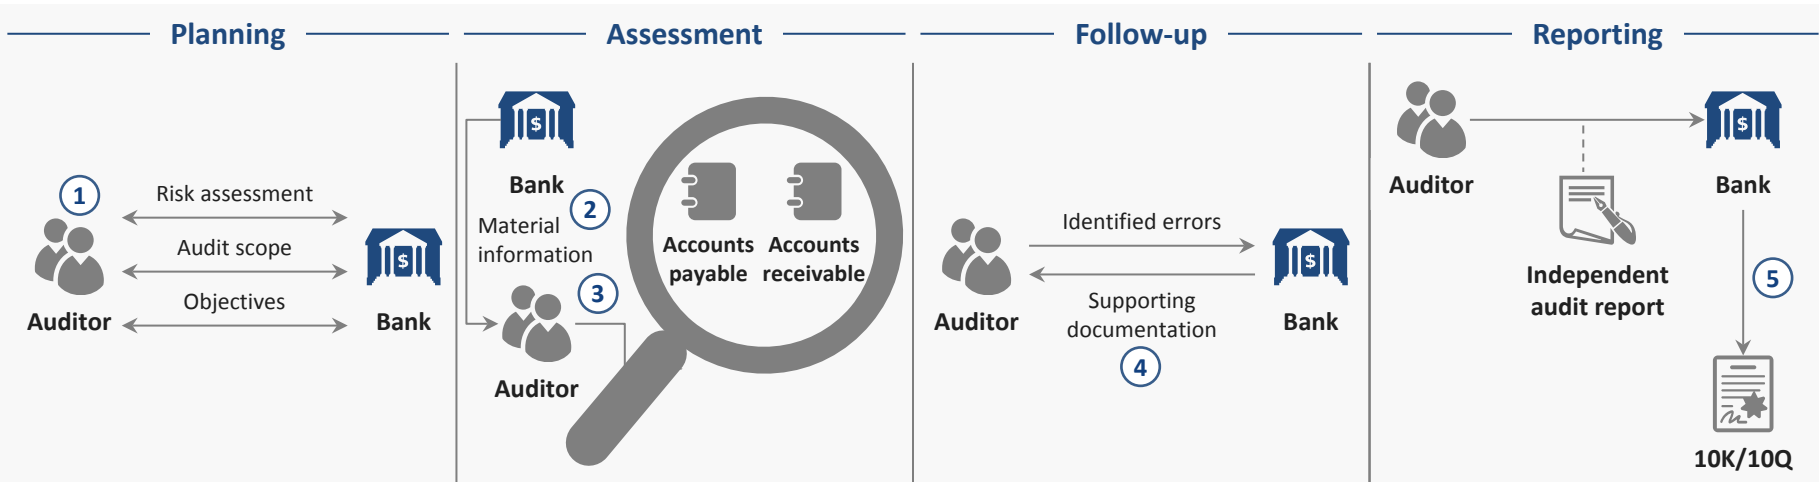 Planning
Assessment
Follow-up
Reporting
1
Risk assessment
Audit scope
Objectives
Auditor
$
Bank
$
Bank
2
Material
information
3
Auditor
Accounts
payable
Accounts
receivable
Auditor
Identified errors
Supporting
documentation
4
$
Bank
Auditor
Independent
audit report
$
Bank
5
10K/10Q